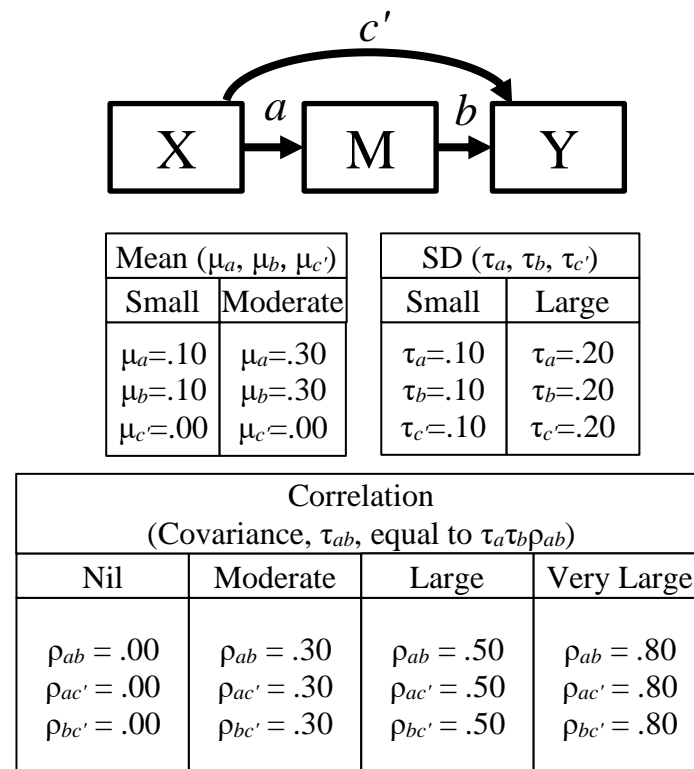 c'
a
b
X
M
Y
Mean (μa, μb, μc')
Small Moderate
μa=.10 μa=.30
μb=.10 μb=.30
μc'=.00 μc'=.00
SD (τa, τb, τc')
Small Large
τa=.10 τa=.20
τb=.10 τb=.20
τc'=.10 τc'=.20
Correlation
(Covariance, τab, equal to τaτbρab)
Nil Moderate Large Very Large
ρab = .00 ρab = .30 ρab = .50 ρab = .80
ρac' = .00 ρac' = .30 ρac' = .50 ρac' = .80
ρbc' = .00 ρbc' = .30 ρbc' = .50 ρbc' = .80